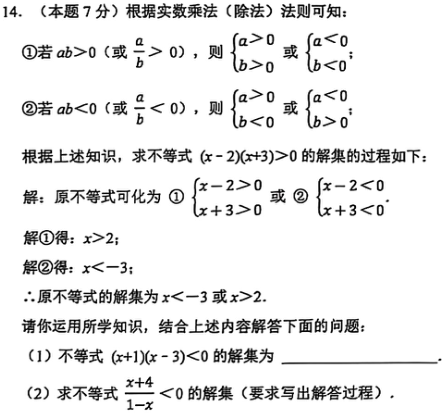 14. （本题 7 分）根据实数乘法（除法）法则可知：
①若 ab＞0（或 a/b ＞ 0），则 {a＞0 b＞0 或 {a＜0 b＜0；
②若 ab＜0（或 a/b ＜ 0），则 {a＞0 b＜0 或 {a＜0 b＞0；
根据上述知识，求不等式 (x－2)(x+3)＞0 的解集的过程如下：
解：原不等式可化为 ① {x－2＞0 x＋3＞0 或 ② {x－2＜0 x＋3＜0.
解①得：x＞2；
解②得：x＜－3；
∴原不等式的解集为 x＜－3 或 x＞2.
请你运用所学知识，结合上述内容解答下面的问题：
（1）不等式 (x+1)(x－3)＜0 的解集为 ____________.
（2）求不等式 x+4/1－x ＜0 的解集（要求写出解答过程）.